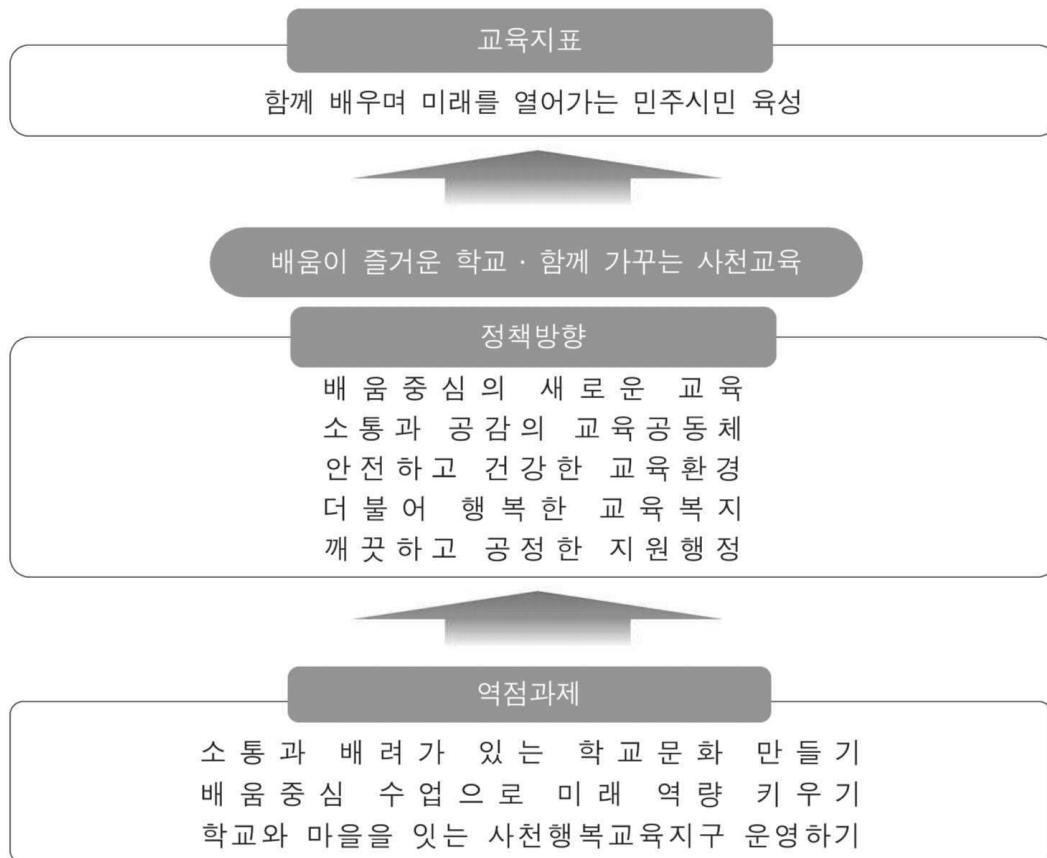 교육지표
함께 배우며 미래를 열어가는 민주시민 육성
배움이 즐거운 학교 · 함께 가꾸는 사천교육
정책방향
배움중심의 새로운 교육
소통과 공감의 교육공동체
안전하고 건강한 교육환경
더불어 행복한 교육복지
깨끗하고 공정한 지원행정
역점과제
소통과 배려가 있는 학교문화 만들기
배움중심 수업으로 미래 역량 키우기
학교와 마을을 잇는 사천행복교육지구 운영하기